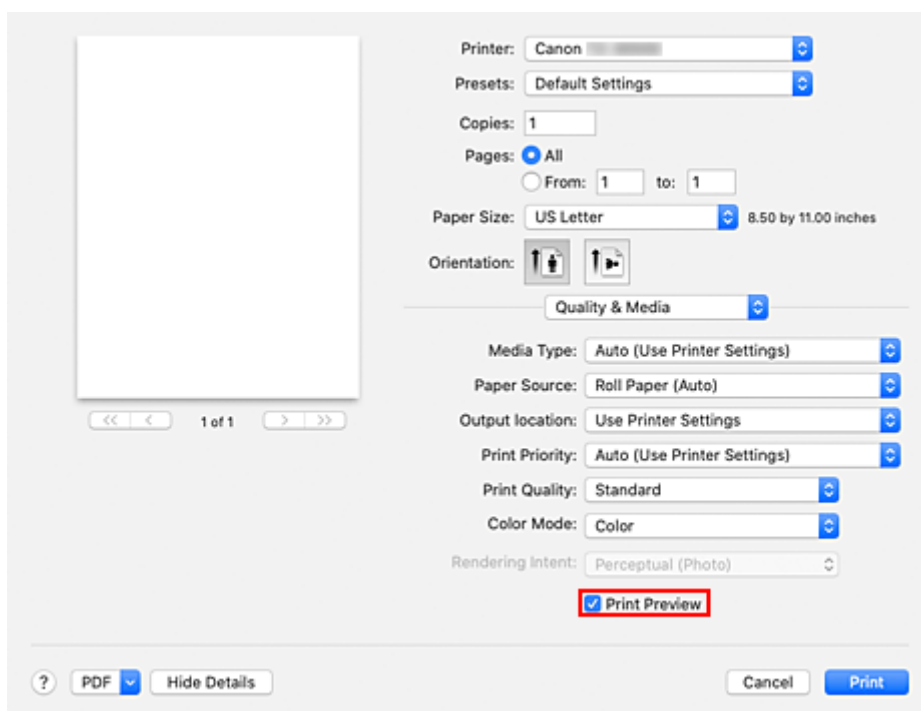 Printer: Canon
Presets: Default Settings
Copies: 1
Pages: All
From: 1 to: 1
Paper Size: US Letter 8.50 by 11.00 inches
Orientation:
Quality & Media
Media Type: Auto (Use Printer Settings)
Paper Source: Roll Paper (Auto)
<< < 1 of 1 > >>
Output location: Use Printer Settings
Print Priority: Auto (Use Printer Settings)
Print Quality: Standard
Color Mode: Color
Rendering Intent: Perceptual (Photo)
Print Preview
? PDF Hide Details Cancel Print